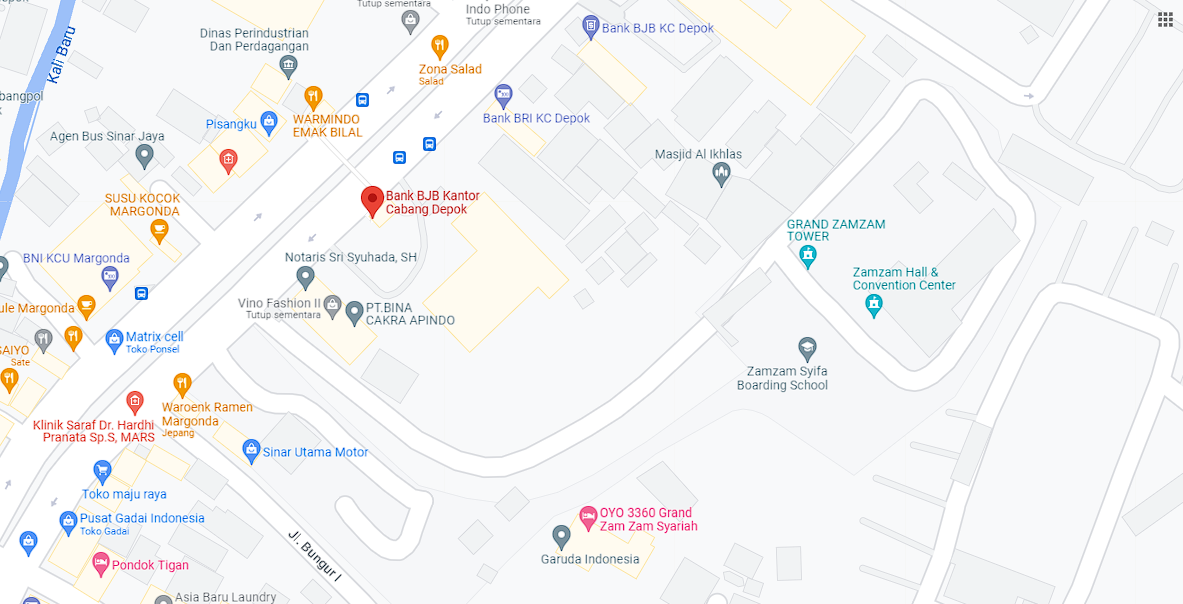 Tutup sementara
Indo Phone
Tutup sementara
Bank BJB KC Depok
Dinas Perindustrian
Dan Perdagangan
Kali Baru
Zona Salad
Salad
bangpol
WARMINDO
EMAK BILAL
Bank BRI KC Depok
Pisangku
Agen Bus Sinar Jaya
Masjid Al Ikhlas
SUSU KOCOK
MARGONDA
Bank BJB Kantor
Cabang Depok
GRAND ZAMZAM
TOWER
BNI KCU Margonda
Notaris Sri Syuhada, SH
Zamzam Hall &
Convention Center
Vino Fashion II
Tutup sementara
PT.BINA
CAKRA APINDO
ule Margonda
Matrix cell
Toko Ponsel
GAIYO
Sate
Zamzam Syifa
Boarding School
Waroenk Ramen
Margonda
Jepang
Klinik Saraf Dr. Hardhi
Pranata Sp.S, MARS
Sinar Utama Motor
Toko maju raya
Pusat Gadai Indonesia
Toko Gadai
OYO 3360 Grand
Zam Zam Syariah
Garuda Indonesia
Jl. Bungur I
Pondok Tigan
Asia Baru Laundry